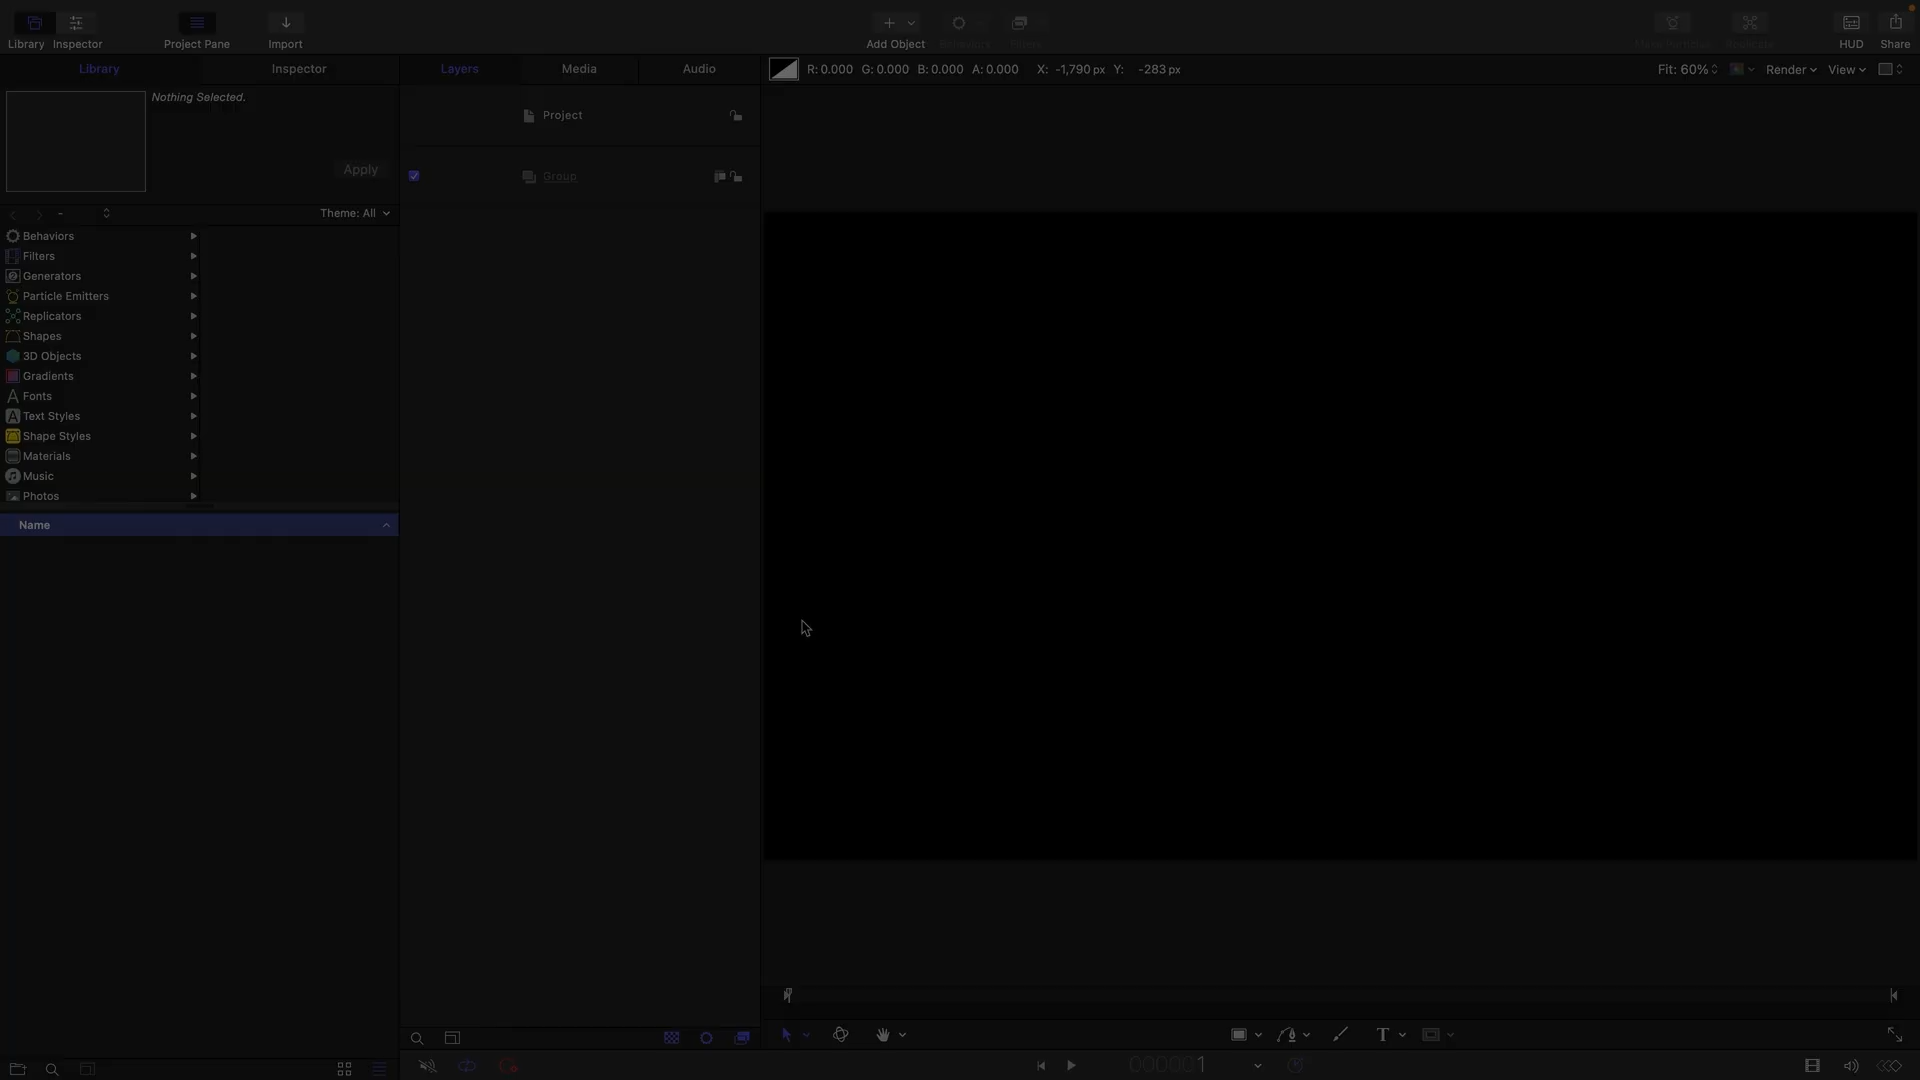 Library Inspector Project Pane Import Add Object Behaviors Filters HUD Share
Library Inspector Layers Media Audio R: 0.000 G: 0.000 B: 0.000 A: 0.000 X: -1,790 px Y: -283 px Fit: 60% Render View
Nothing Selected.
Project
Apply
Group
- Theme: All
Behaviors
Filters
Generators
Particle Emitters
Replicators
Shapes
3D Objects
Gradients
Fonts
Text Styles
Shape Styles
Materials
Music
Photos
Name
000001